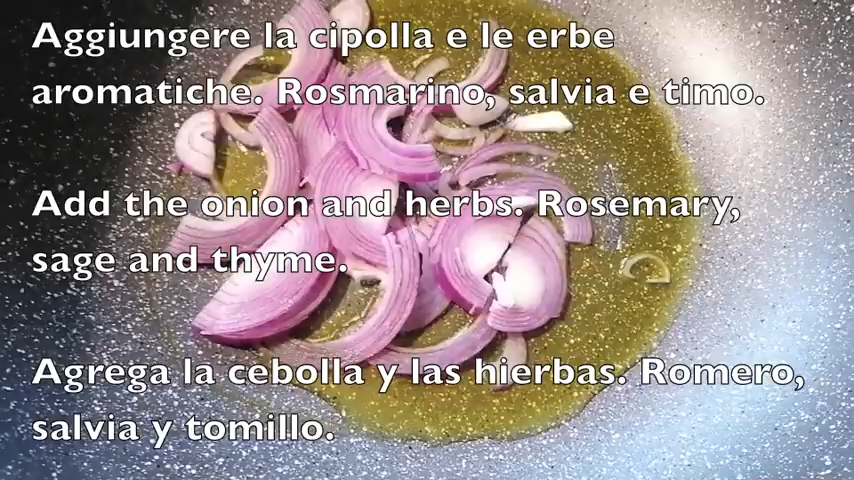 Aggiungere la cipolla e le erbe
aromatiche. Rosmarino, salvia e timo.
Add the onion and herbs. Rosemary,
sage and thyme.
Agrega la cebolla y las hierbas. Romero,
salvia y tomillo.